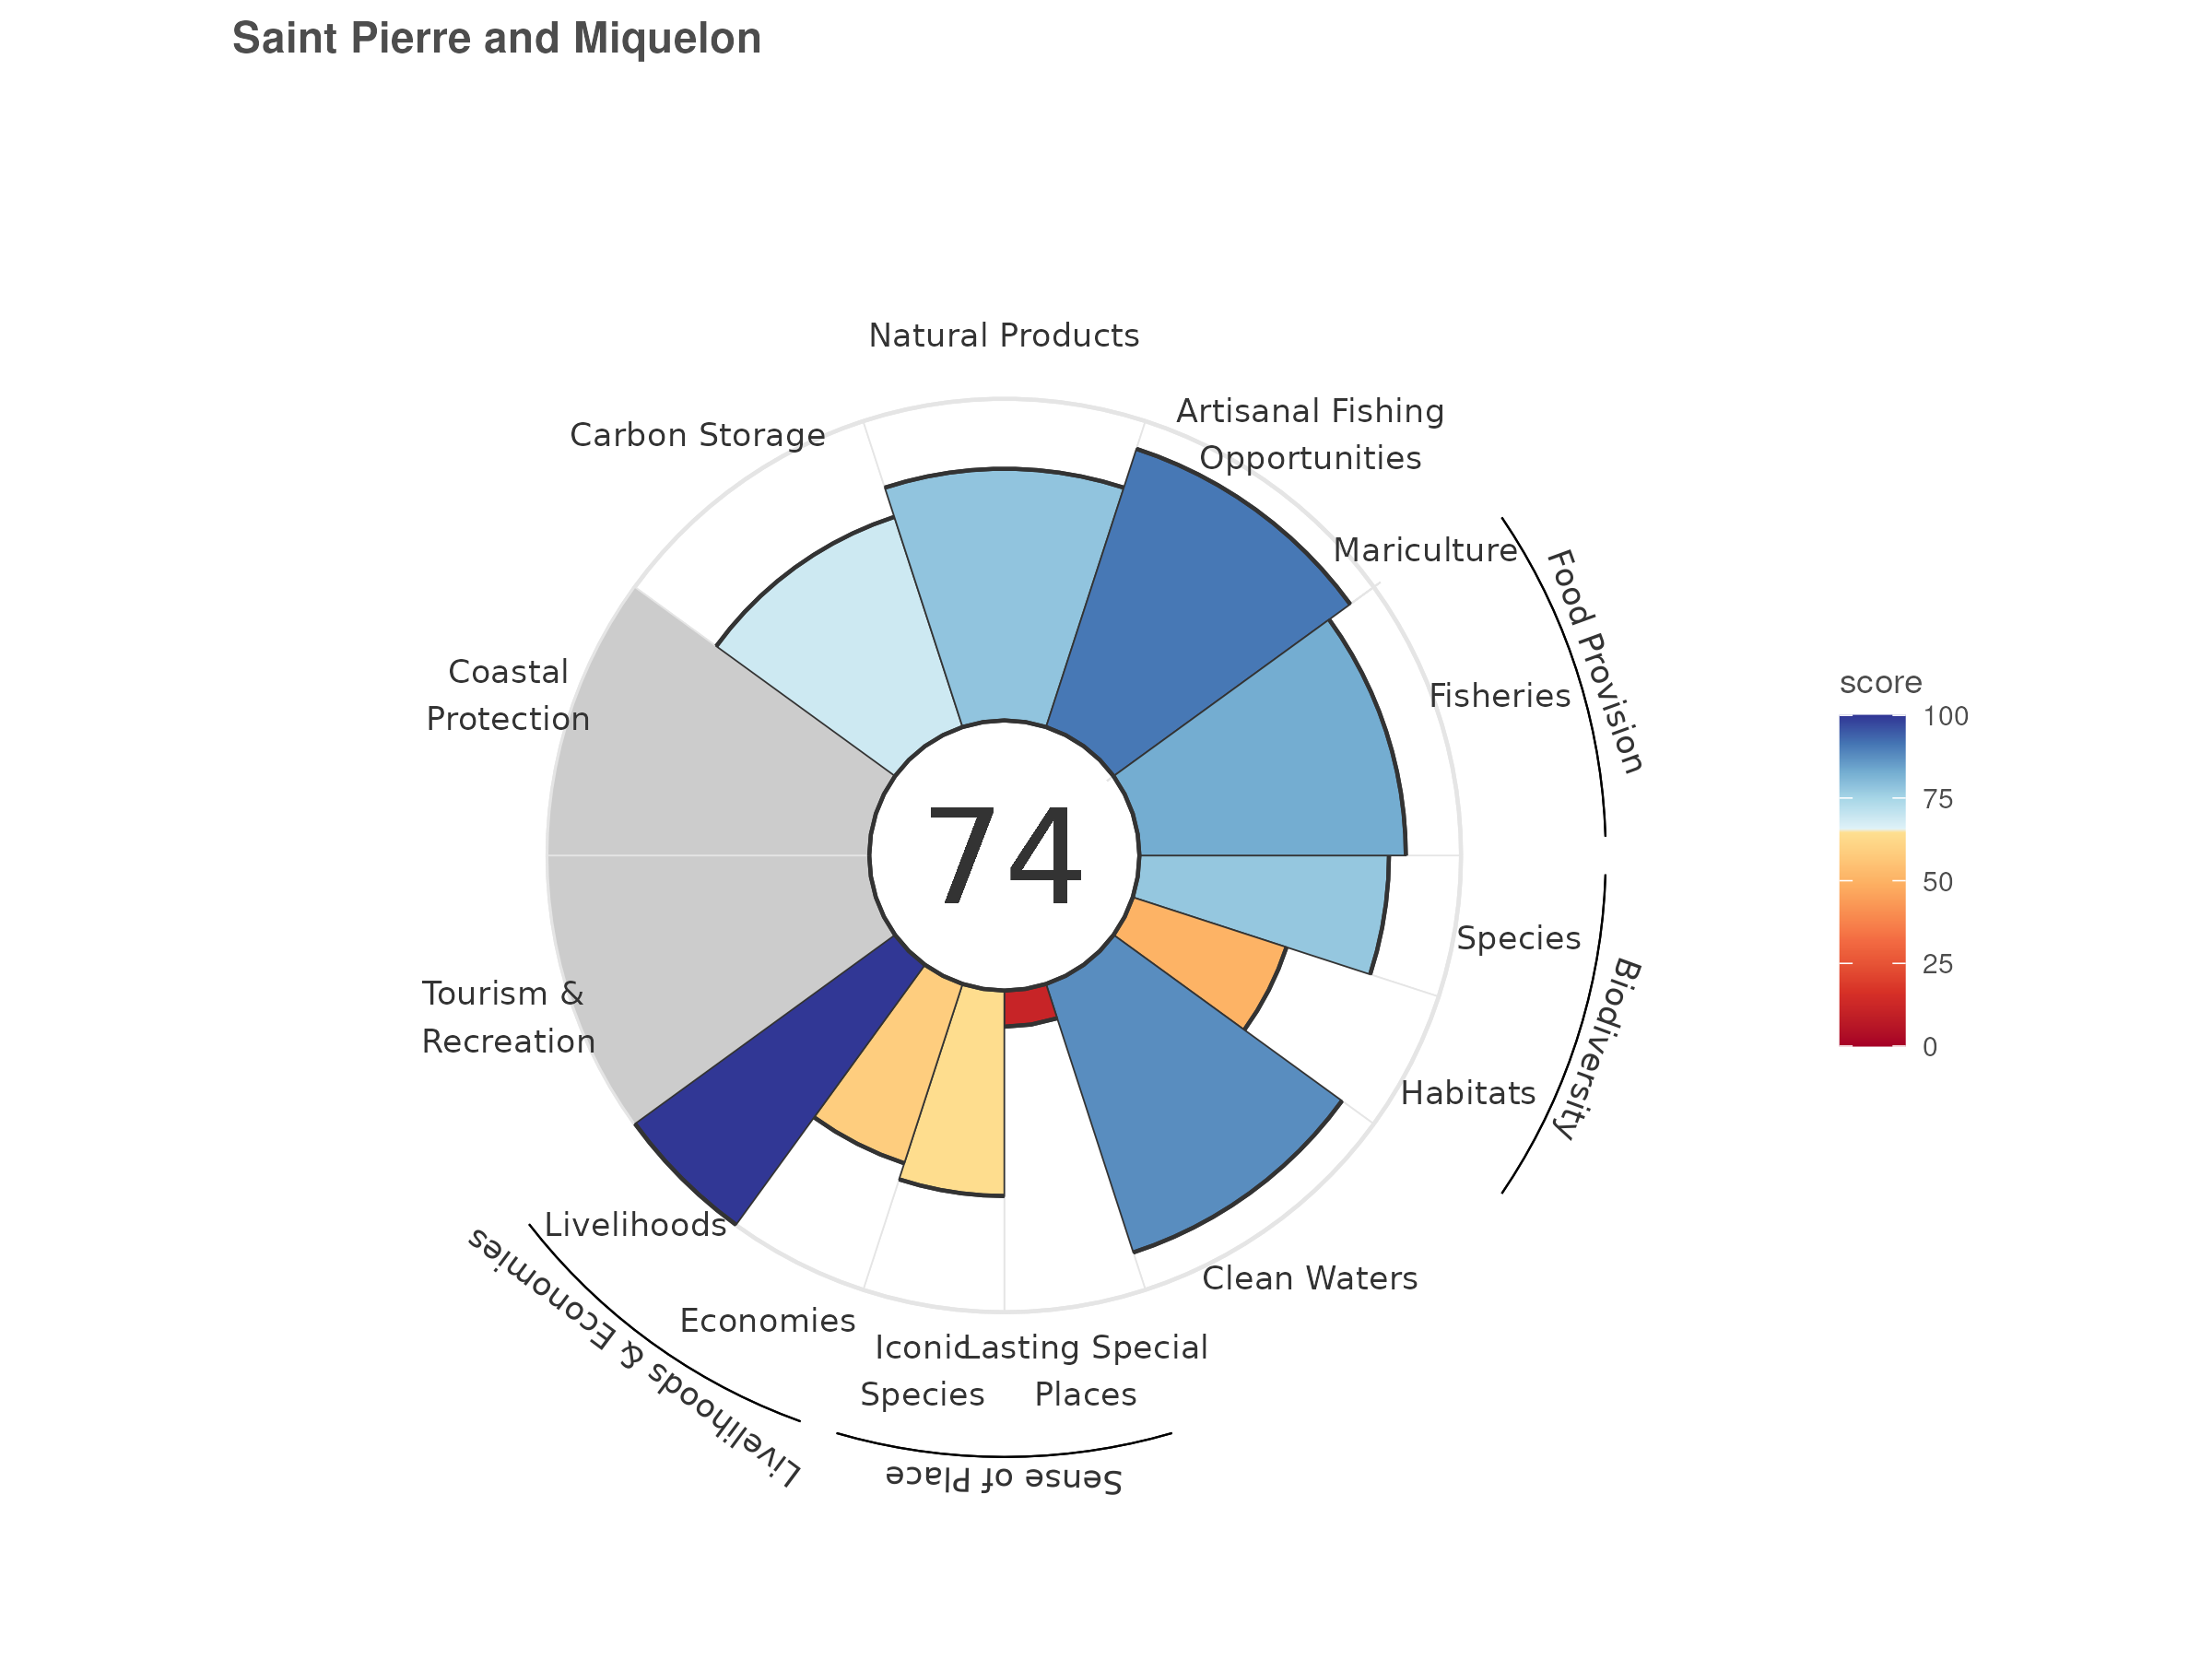 Saint Pierre and Miquelon
Natural Products
Artisanal Fishing
Opportunities
Carbon Storage
Mariculture
Food Provision
Fisheries
Coastal
Protection
score
100
75
50
25
0
74
Species
Biodiversity
Tourism &
Recreation
Habitats
Livelihoods
Clean Waters
Livelihoods & Economies
Economies
Iconic
Species
Lasting Special
Places
Sense of Place